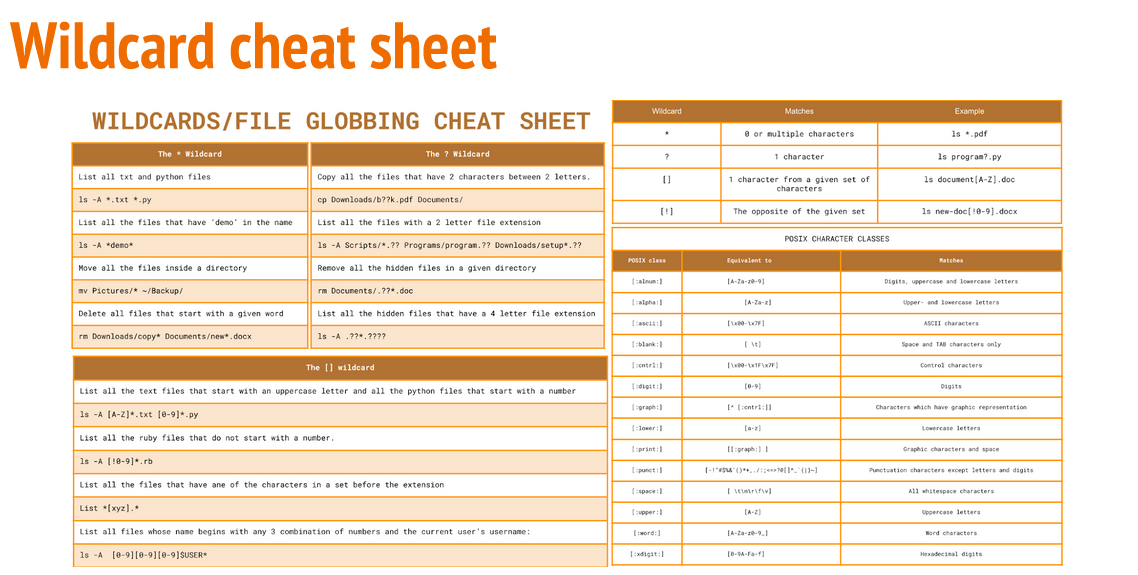 Wildcard cheat sheet
WILDCARDS/FILE GLOBBING CHEAT SHEET
The * Wildcard
List all txt and python files
ls -A *.txt *.py
List all the files that have 'demo' in the name
ls -A *demo*
Move all the files inside a directory
mv Pictures/* ~/Backup/
Delete all files that start with a given word
rm Downloads/copy* Documents/new*.docx
The ? Wildcard
Copy all the files that have 2 characters between 2 letters.
cp Downloads/b??k.pdf Documents/
List all the files with a 2 letter file extension
ls -A Scripts/*.?? Programs/program.?? Downloads/setup*.??
Remove all the hidden files in a given directory
rm Documents/.??*.doc
List all the hidden files that have a 4 letter file extension
ls -A .??*.????
The [] wildcard
List all the text files that start with an uppercase letter and all the python files that start with a number
ls -A [A-Z]*.txt [0-9]*.py
List all the ruby files that do not start with a number.
ls -A [!0-9]*.rb
List all the files that have one of the characters in a set before the extension
List *[xyz].*
List all files whose name begins with any 3 combination of numbers and the current user's username:
ls -A [0-9][0-9][0-9]$USER*
Wildcard Matches Example
* 0 or multiple characters ls *.pdf
? 1 character ls program?.py
[] 1 character from a given set of characters ls document[A-Z].doc
[!] The opposite of the given set ls new-doc[!0-9].docx
POSIX CHARACTER CLASSES
POSIX class Equivalent to Matches
[:alnum:] [A-Za-z0-9] Digits, uppercase and lowercase letters
[:alpha:] [A-Za-z] Upper- and lowercase letters
[:ascii:] [\x00-\x7F] ASCII characters
[:blank:] [ \t] Space and TAB characters only
[:cntrl:] [\x00-\x1F\x7F] Control characters
[:digit:] [0-9] Digits
[:graph:] [^ [:cntrl:]] Characters which have graphic representation
[:lower:] [a-z] Lowercase letters
[:print:] [[:graph:] ] Graphic characters and space
[:punct:] Punctuation characters except letters and digits
[:space:] [ \t\n\r\f\v] All whitespace characters
[:upper:] [A-Z] Uppercase letters
[:word:] [A-Za-z0-9_] Word characters
[:xdigit:] [0-9A-Fa-f] Hexadecimal digits